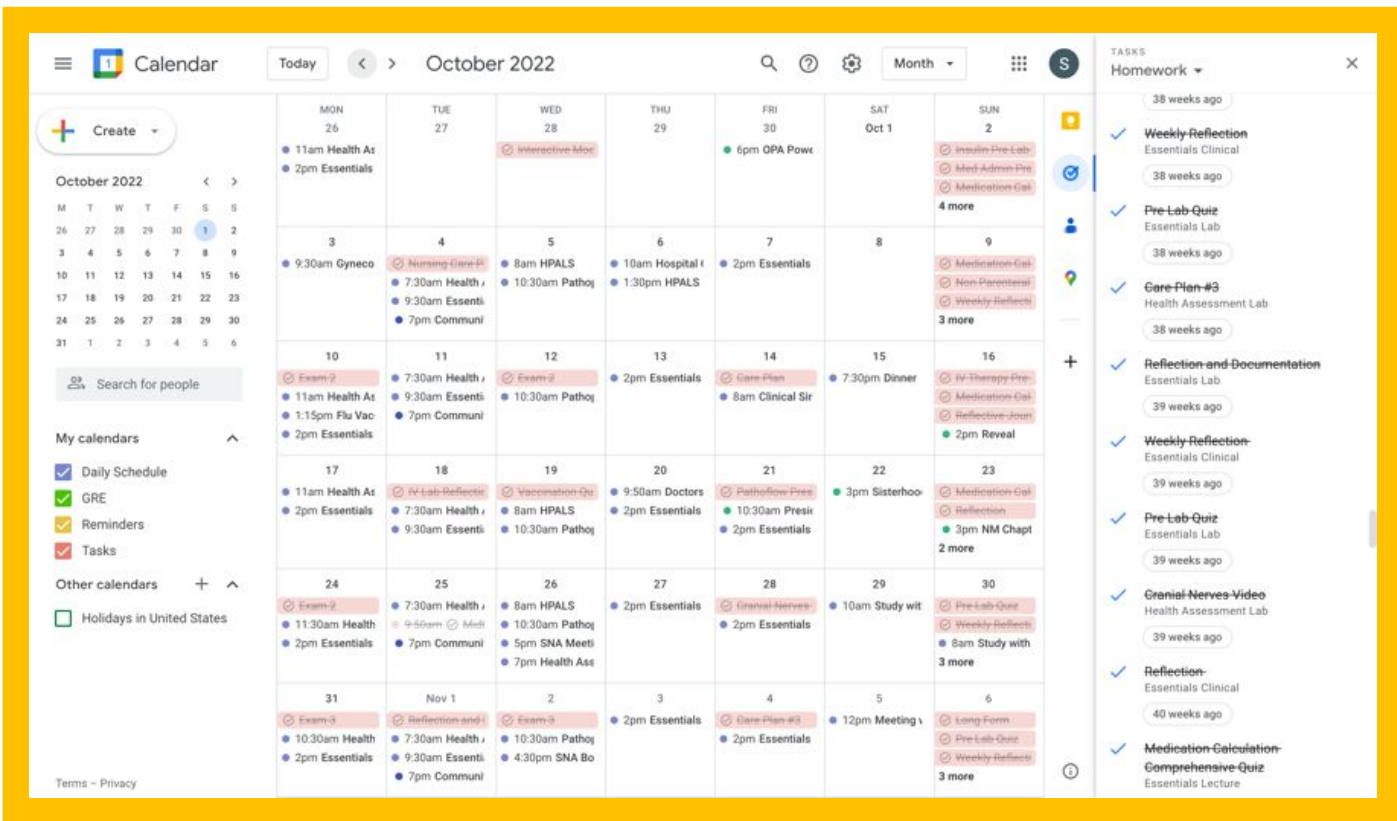 Calendar
Today
October 2022
Month
S
Create
October 2022
M T W T F S S
26 27 28 29 30 1 2
3 4 5 6 7 8 9
10 11 12 13 14 15 16
17 18 19 20 21 22 23
24 25 26 27 28 29 30
31 1 2 3 4 5 6
Search for people
My calendars
Daily Schedule
GRE
Reminders
Tasks
Other calendars
Holidays in United States
Terms – Privacy
MON TUE WED THU FRI SAT SUN
26 27 28 29 30 Oct 1 2
11am Health As Interactive Moc 6pm OPA Powe Insulin Pre Lab
2pm Essentials Med Admin Pre
Medication Cal
4 more
3 4 5 6 7 8 9
9:30am Gyneco Nursing Care P 8am HPALS 10am Hospital 2pm Essentials Medication Cal
7:30am Health 10:30am Pathop 1:30pm HPALS Non Parenteral
9:30am Essenti Weekly Reflecti
7pm Communi 3 more
10 11 12 13 14 15 16
Exam 2 7:30am Health Exam 2 2pm Essentials Care Plan 7:30pm Dinner IV Therapy Pre
11am Health As 9:30am Essenti 10:30am Pathop 8am Clinical Sir Medication Cal
1:15pm Flu Vac 7pm Communi Reflective Jour
2pm Essentials 2pm Reveal
17 18 19 20 21 22 23
11am Health As IV Lab Reflectic Vaccination Qu 9:50am Doctors Pathoflow Pres 3pm Sisterhoo Medication Cal
2pm Essentials 7:30am Health 8am HPALS 2pm Essentials 10:30am Presid Reflection
9:30am Essenti 10:30am Pathop 2pm Essentials 3pm NM Chapt
2 more
24 25 26 27 28 29 30
Exam 2 7:30am Health 8am HPALS 2pm Essentials Cranial Nerves 10am Study wit Pre Lab Quiz
11:30am Health 9:50am Midt 10:30am Pathop 2pm Essentials Weekly Reflecti
2pm Essentials 7pm Communi 5pm SNA Meeti 8am Study with
7pm Health Ass 3 more
31 Nov 1 2 3 4 5 6
Exam 3 Reflection and Exam 3 2pm Essentials Care Plan #3 12pm Meeting Long Form
10:30am Health 7:30am Health 10:30am Pathop 2pm Essentials Pre Lab Quiz
2pm Essentials 9:30am Essenti 4:30pm SNA Bo Weekly Reflecti
7pm Communi 3 more
TASKS
Homework
38 weeks ago
Weekly Reflection
Essentials Clinical
38 weeks ago
Pre Lab Quiz
Essentials Lab
38 weeks ago
Care Plan #3
Health Assessment Lab
38 weeks ago
Reflection and Documentation
Essentials Lab
39 weeks ago
Weekly Reflection
Essentials Clinical
39 weeks ago
Pre Lab Quiz
Essentials Lab
39 weeks ago
Cranial Nerves Video
Health Assessment Lab
39 weeks ago
Reflection
Essentials Clinical
40 weeks ago
Medication Calculation
Comprehensive Quiz
Essentials Lecture